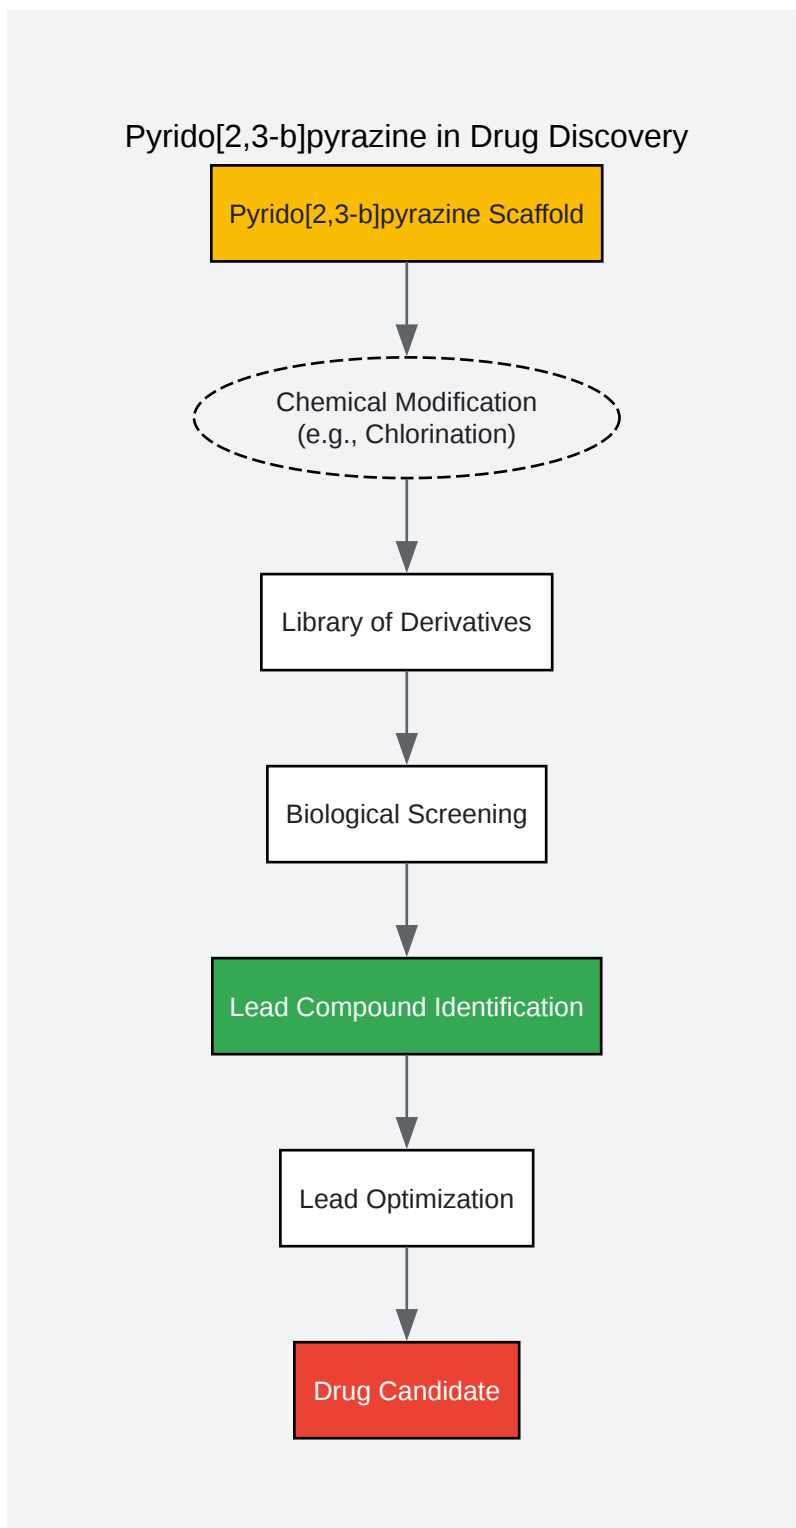 Pyrido[2,3-b]pyrazine in Drug Discovery
Pyrido[2,3-b]pyrazine Scaffold
Chemical Modification
(e.g., Chlorination)
Library of Derivatives
Biological Screening
Lead Compound Identification
Lead Optimization
Drug Candidate